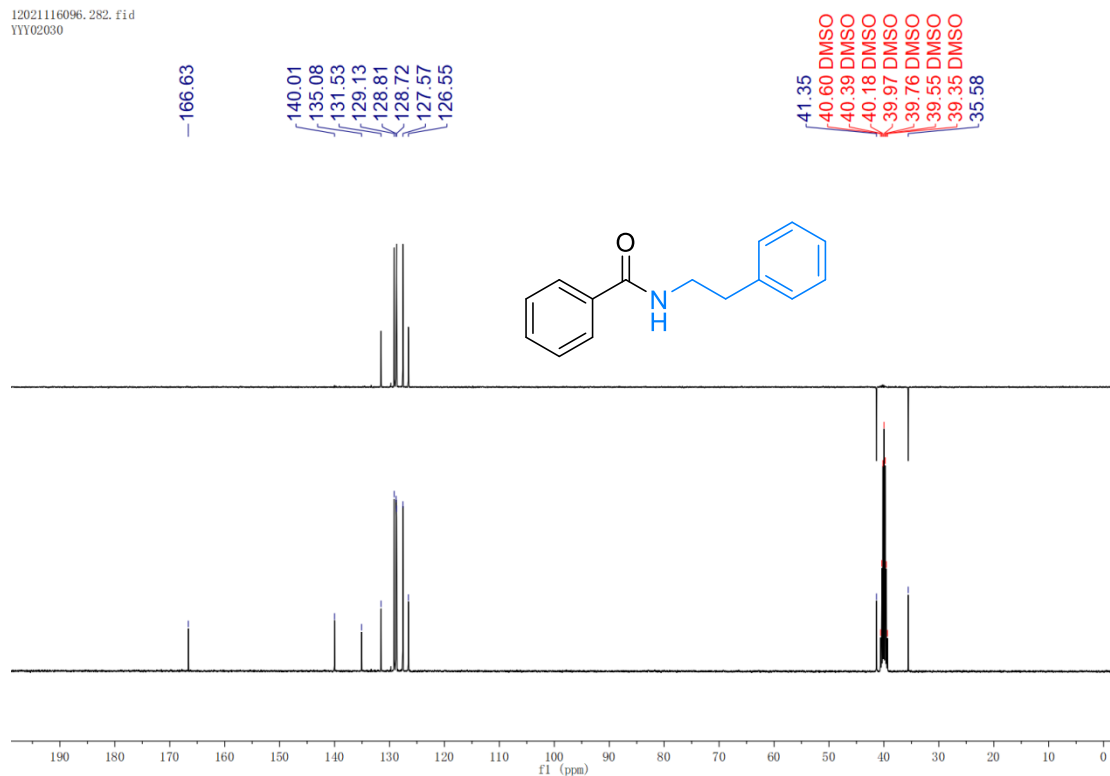 12021116096.282.fid
YYY02030
166.63
140.01
135.08
131.53
129.13
128.81
128.72
127.57
126.55
41.35
40.60 DMSO
40.39 DMSO
40.18 DMSO
39.97 DMSO
39.76 DMSO
39.55 DMSO
39.35 DMSO
35.58
O
N
H
190 180 170 160 150 140 130 120 110 100 90 80 70 60 50 40 30 20 10 0
f1 (ppm)